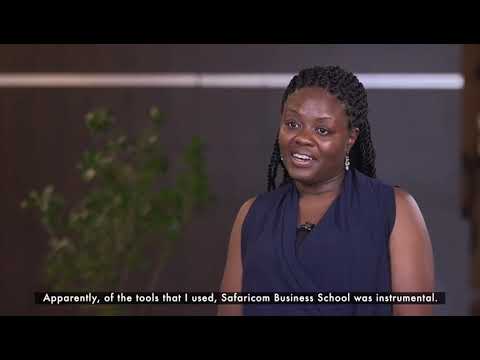 Apparently, of the tools that I used, Safaricom Business School was instrumental.